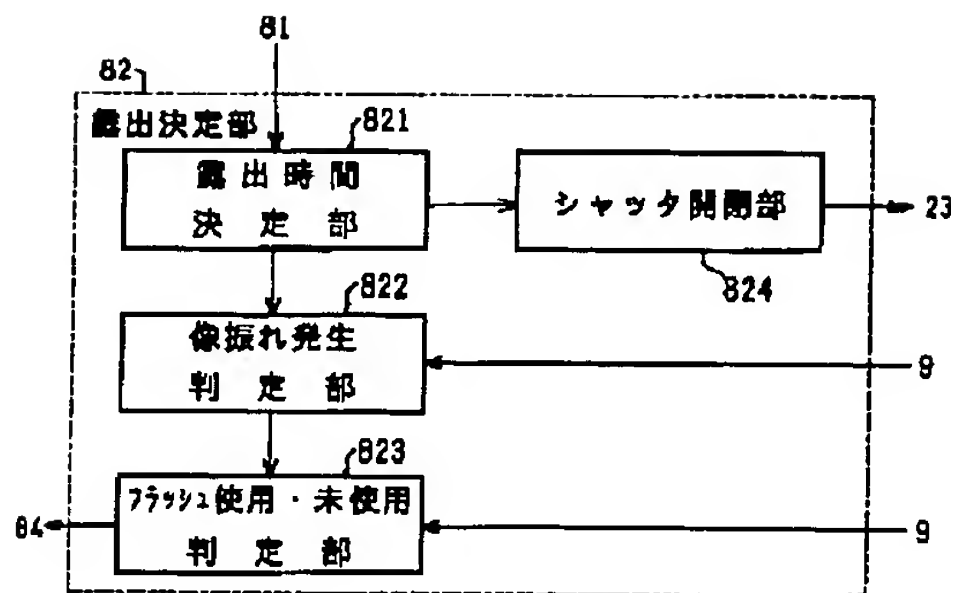 81
82
露出決定部
821
露出時間
決定部
シャッタ開閉部
23
824
822
像振れ発生
判定部
9
823
フラッシュ使用・未使用
判定部
84
9